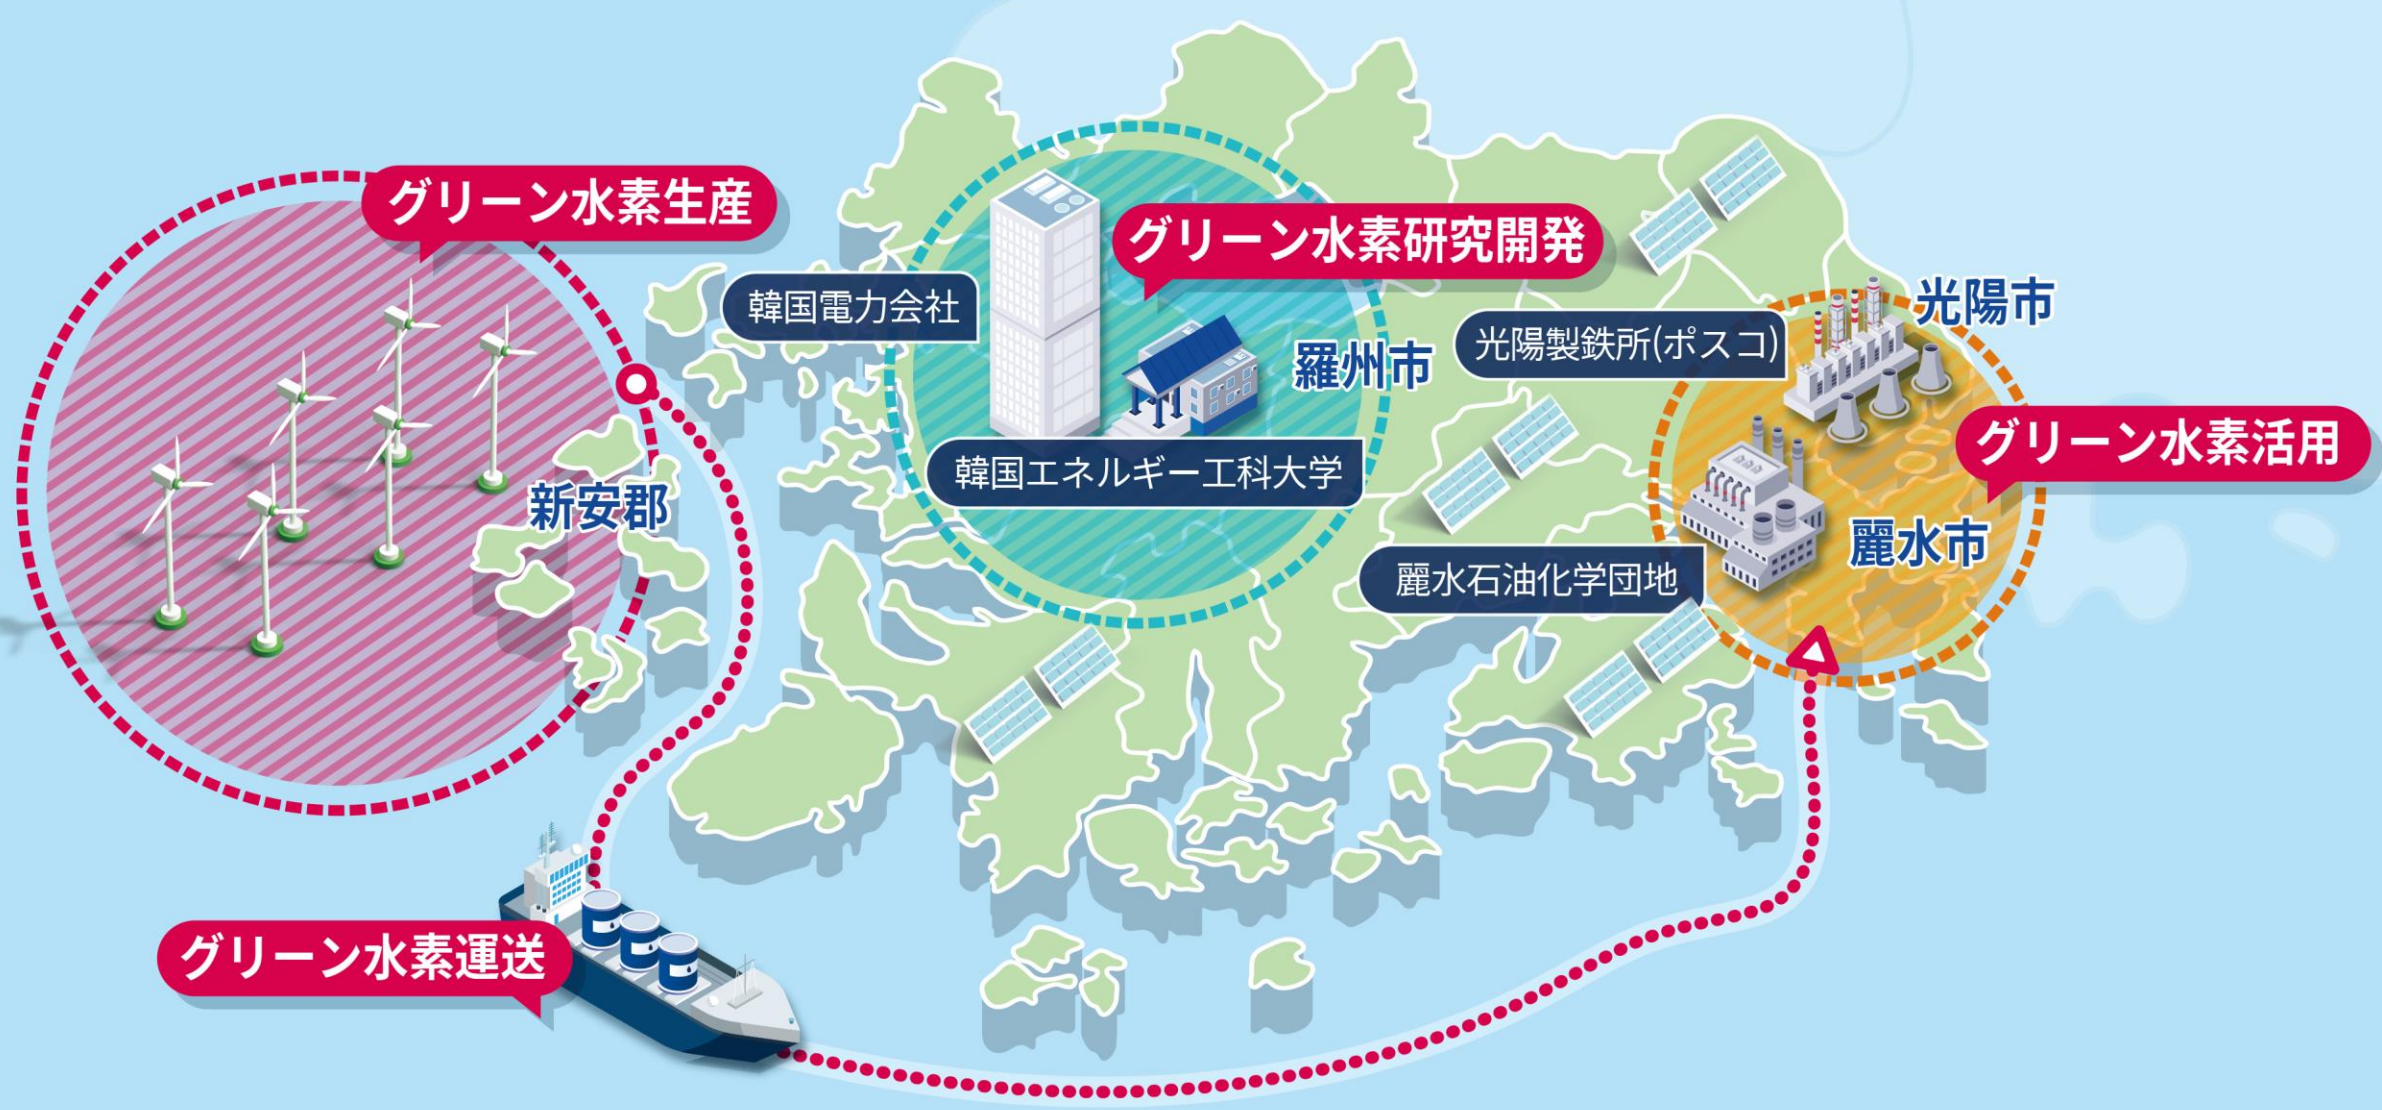 グリーン水素生産
グリーン水素研究開発
韓国電力会社
光陽市
光陽製鉄所(ポスコ)
羅州市
グリーン水素活用
韓国エネルギー工科大学
新安郡
麗水市
麗水石油化学団地
グリーン水素運送